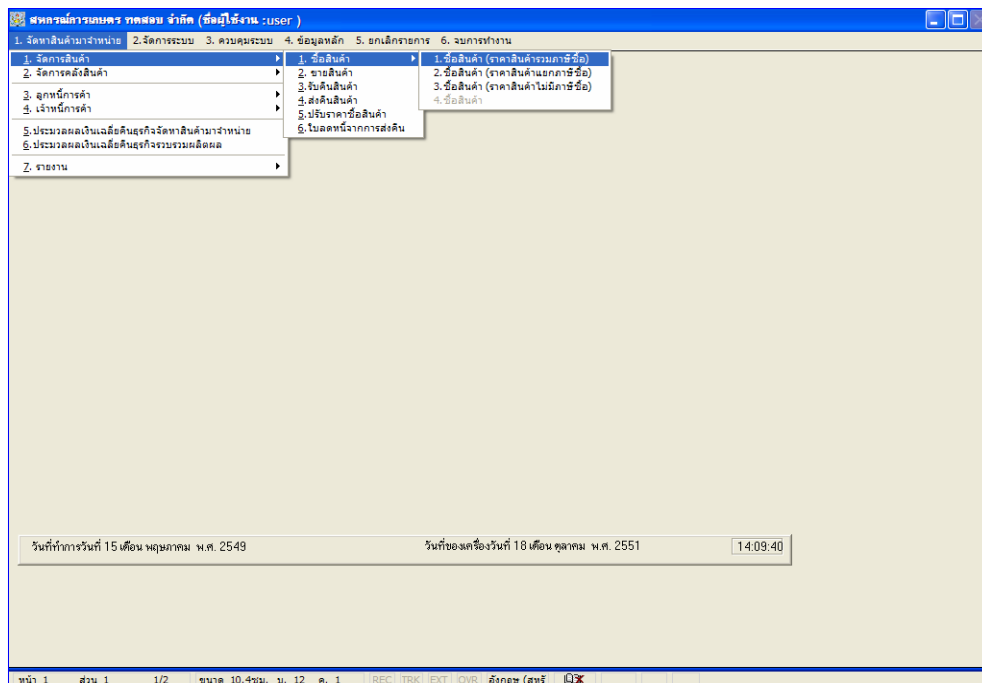 สหกรณ์การเกษตร ทดสอบ จำกัด (ชื่อผู้ใช้งาน :user )
1. จัดหาสินค้ามาจำหน่าย 2.จัดการระบบ 3. ควบคุมระบบ 4. ข้อมูลหลัก 5. ยกเลิกรายการ 6. จบการทำงาน
1. จัดการสินค้า
2. จัดการคลังสินค้า
3. ลูกหนี้การค้า
4. เจ้าหนี้การค้า
5.ประมวลผลเงินเฉลี่ยคืนธุรกิจจัดหาสินค้ามาจำหน่าย
6.ประมวลผลเงินเฉลี่ยคืนธุรกิจรวบรวมผลิตผล
7. รายงาน
1. ซื้อสินค้า
2. ขายสินค้า
3.รับคืนสินค้า
4.ส่งคืนสินค้า
5.ปรับราคาซื้อสินค้า
6.ใบลดหนี้จากการส่งคืน
1.ซื้อสินค้า (ราคาสินค้ารวมภาษีซื้อ)
2.ซื้อสินค้า (ราคาสินค้าแยกภาษีซื้อ)
3.ซื้อสินค้า (ราคาสินค้าไม่มีภาษีซื้อ)
4.ซื้อสินค้า
วันที่ทำการวันที่ 15 เดือน พฤษภาคม พ.ศ. 2549 วันที่ของเครื่องวันที่ 18 เดือน ตุลาคม พ.ศ. 2551 14:09:40
หน้า 1 ส่วน 1 1/2 ขนาด 10.4ซม. บ. 12 ค. 1 REC TRK EXT OVR อังกฤษ (สหรั